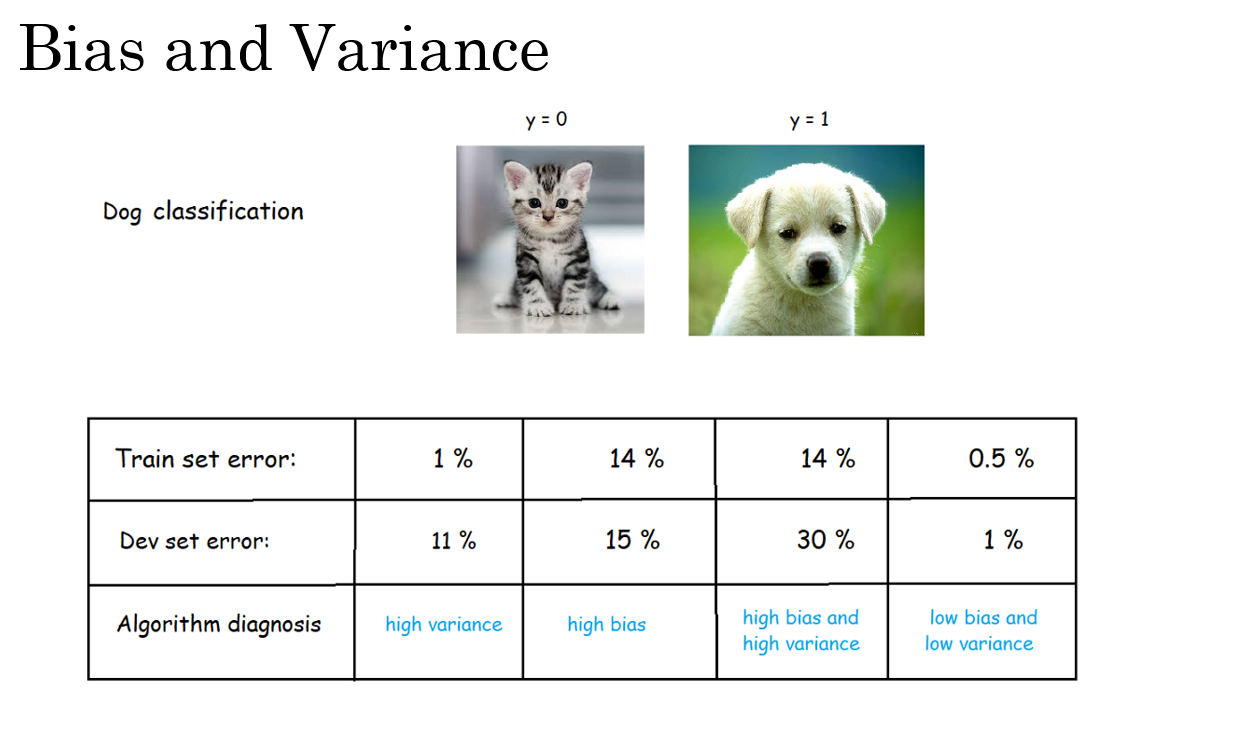 Bias and Variance
y = 0
y = 1
Dog classification
Train set error: 1 % 14 % 14 % 0.5 %
Dev set error: 11 % 15 % 30 % 1 %
Algorithm diagnosis high variance high bias high bias and high variance low bias and low variance